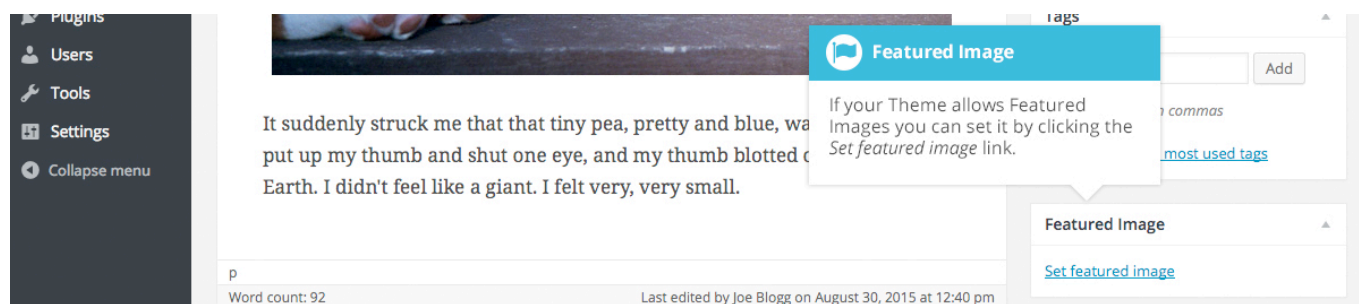 Plugins
Users
Tools
Settings
Collapse menu
It suddenly struck me that that tiny pea, pretty and blue,
put up my thumb and shut one eye, and my thumb blotted
Earth. I didn't feel like a giant. I felt very, very small.
p
Word count: 92
Last edited by Joe Blogg on August 30, 2015 at 12:40 pm
Tags
Add
commas
most used tags
Featured Image
If your Theme allows Featured
Images you can set it by clicking the
Set featured image link.
Featured Image
Set featured image